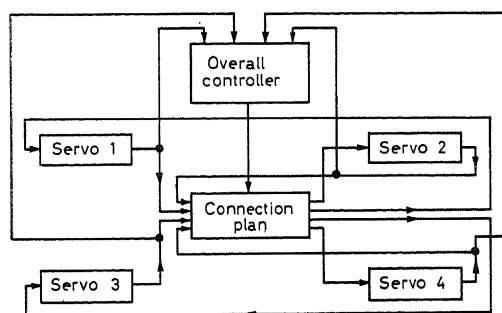 Overall
controller
Servo 1
Servo 2
Connection
plan
Servo 3
Servo 4